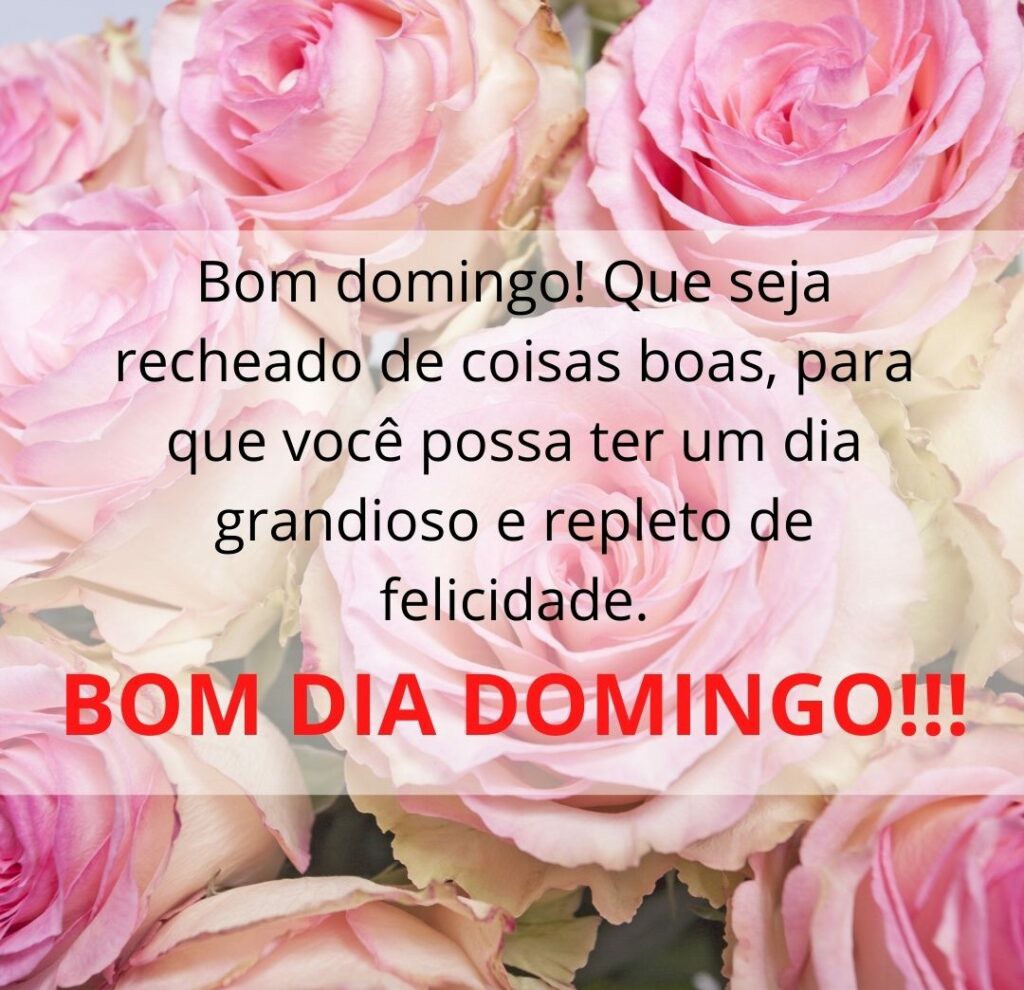 Bom domingo! Que seja
recheado de coisas boas, para
que você possa ter um dia
grandioso e repleto de
felicidade.
BOM DIA DOMINGO!!!